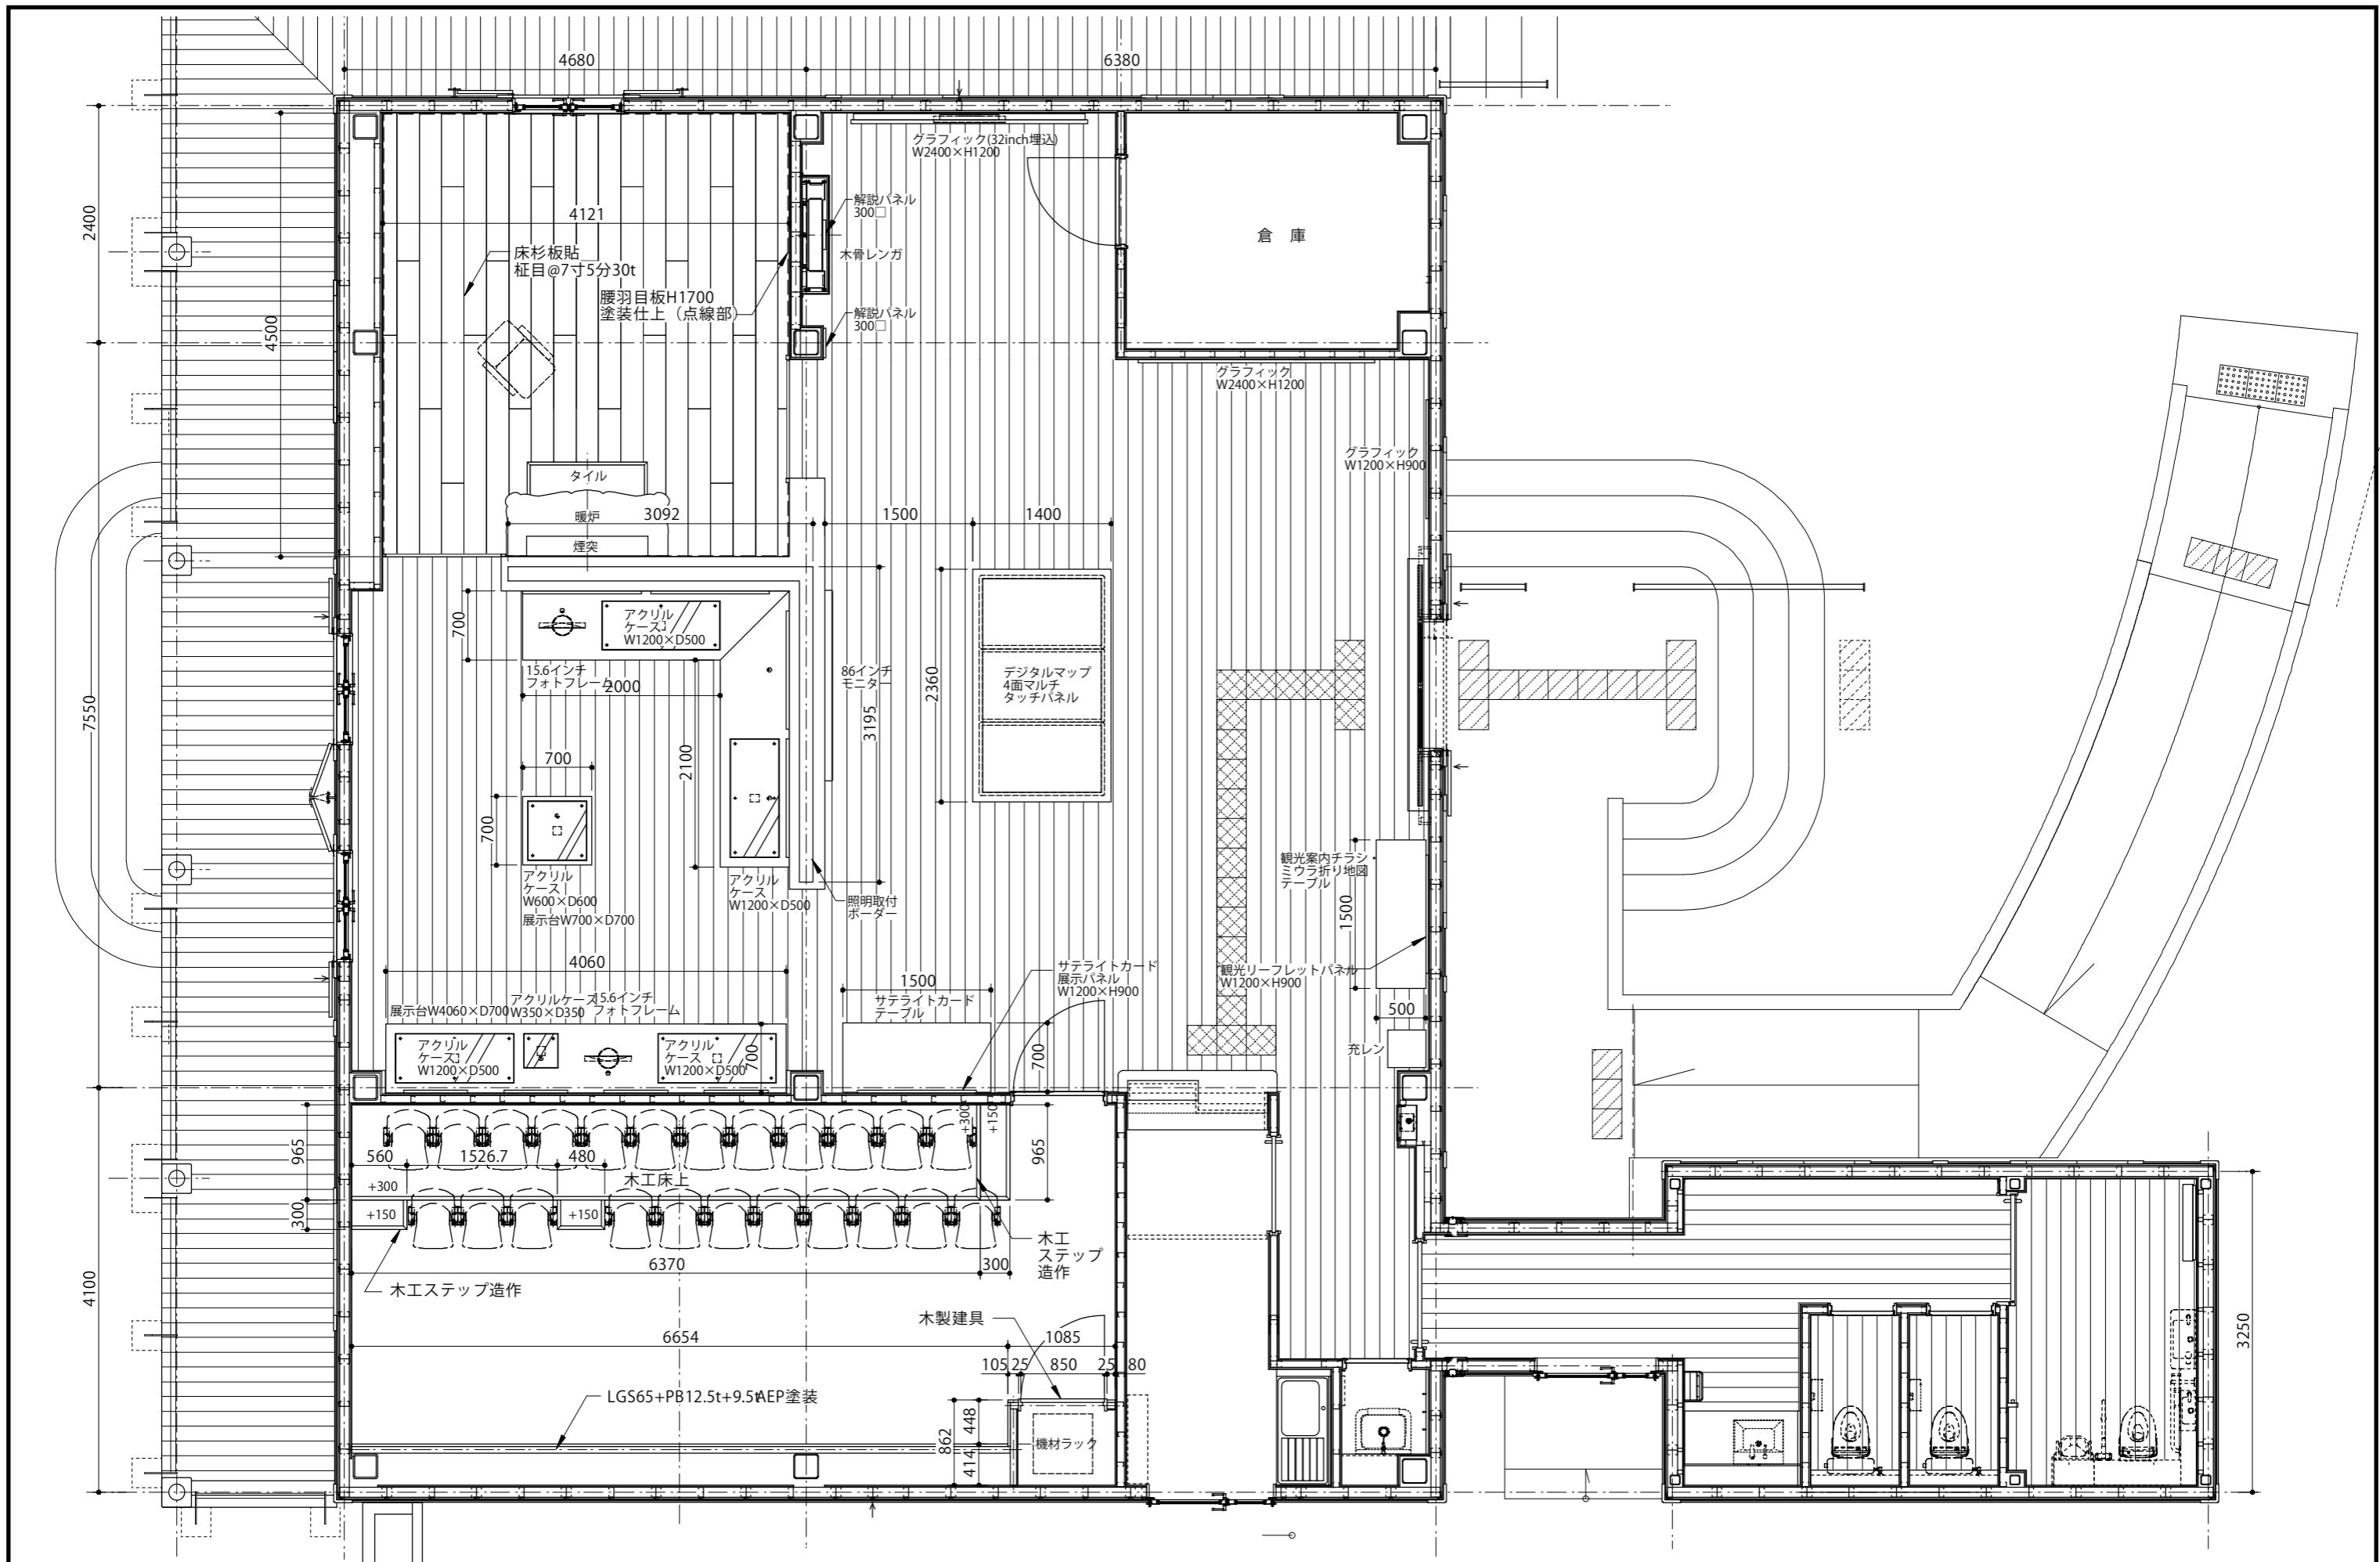 4680
6380
グラフィック(32inch埋込)
W2400×H1200
2400
解説パネル
300□
4121
倉 庫
木骨レンガ
床杉板貼
柾目@7寸5分30t
腰羽目板H1700
塗装仕上（点線部）
解説パネル
300□
4500
グラフィック
W2400×H1200
グラフィック
W1200×H900
タイル
暖炉
3092
1500
1400
煙突
700
アクリル
ケース
W1200×D500
15.6インチ
フォトフレーム
2000
86インチ
モニター
2360
デジタルマップ
4面マルチ
タッチパネル
7550
3195
2100
700
700
アクリル
ケース
W600×D600
展示台W700×D700
アクリル
ケース
W1200×D500
照明取付
ボーダー
観光案内チラシ・
ミウラ折り地図
テーブル
1500
4060
サテライトカード
展示パネル
W1200×H900
観光リーフレットパネル
W1200×H900
1500
サテライトカード
テーブル
展示台W4060×D700
アクリルケース
W350×D350
15.6インチ
フォトフレーム
500
アクリル
ケース
W1200×D500
アクリル
ケース
W1200×D500
700
700
充レン
+300
+150
965
560
1526.7
480
965
木工床上
+300
300
+150
+150
木工
ステップ
造作
6370
300
木工ステップ造作
4100
木製建具
6654
1085
105
25
850
25
80
3250
LGS65+PB12.5t+9.5tAEP塗装
862
448
414
機材ラック